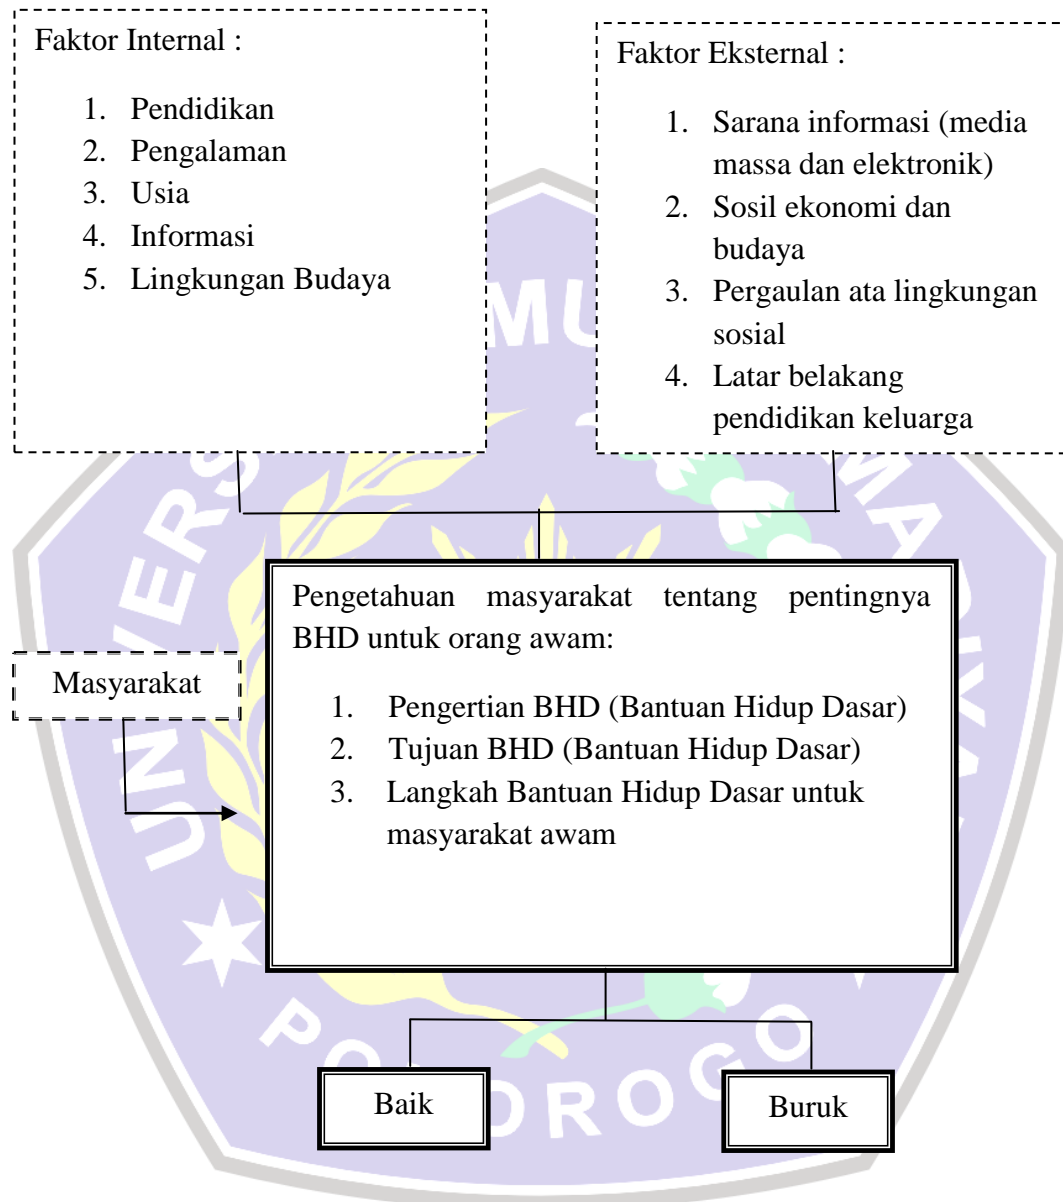 Faktor Internal :
1. Pendidikan
2. Pengalaman
3. Usia
4. Informasi
5. Lingkungan Budaya
Faktor Eksternal :
1. Sarana informasi (media
massa dan elektronik)
2. Sosil ekonomi dan
budaya
3. Pergaulan ata lingkungan
sosial
4. Latar belakang
pendidikan keluarga
Masyarakat
Pengetahuan masyarakat tentang pentingnya
BHD untuk orang awam:
1. Pengertian BHD (Bantuan Hidup Dasar)
2. Tujuan BHD (Bantuan Hidup Dasar)
3. Langkah Bantuan Hidup Dasar untuk
masyarakat awam
Baik
Buruk